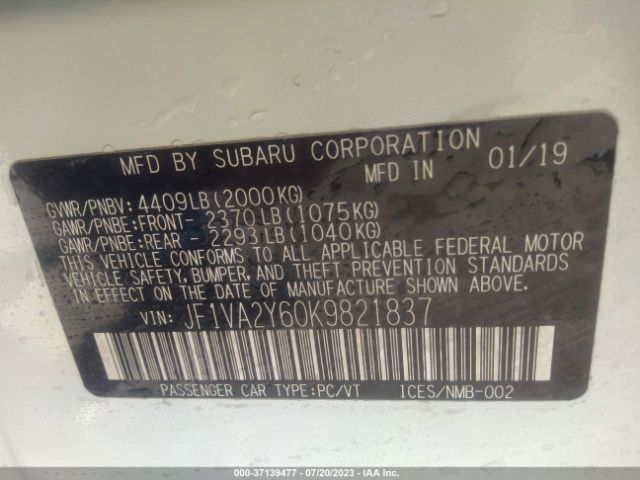 MFD BY SUBARU CORPORATION
MFD IN 01/19
GVWR/PNBV: 4409LB(2000KG)
GAWR/PNBE:FRONT- 2370LB(1075KG)
GAWR/PNBE:REAR - 2293LB(1040KG)
THIS VEHICLE CONFORMS TO ALL APPLICABLE FEDERAL MOTOR
VEHICLE SAFETY, BUMPER, AND THEFT PREVENTION STANDARDS
IN EFFECT ON THE DATE OF MANUFACTURE SHOWN ABOVE.
VIN: JF1VA2Y60K9821837
PASSENGER CAR TYPE:PC/VT ICES/NMB-002
000-37139477 - 07/20/2023 - IAA Inc.